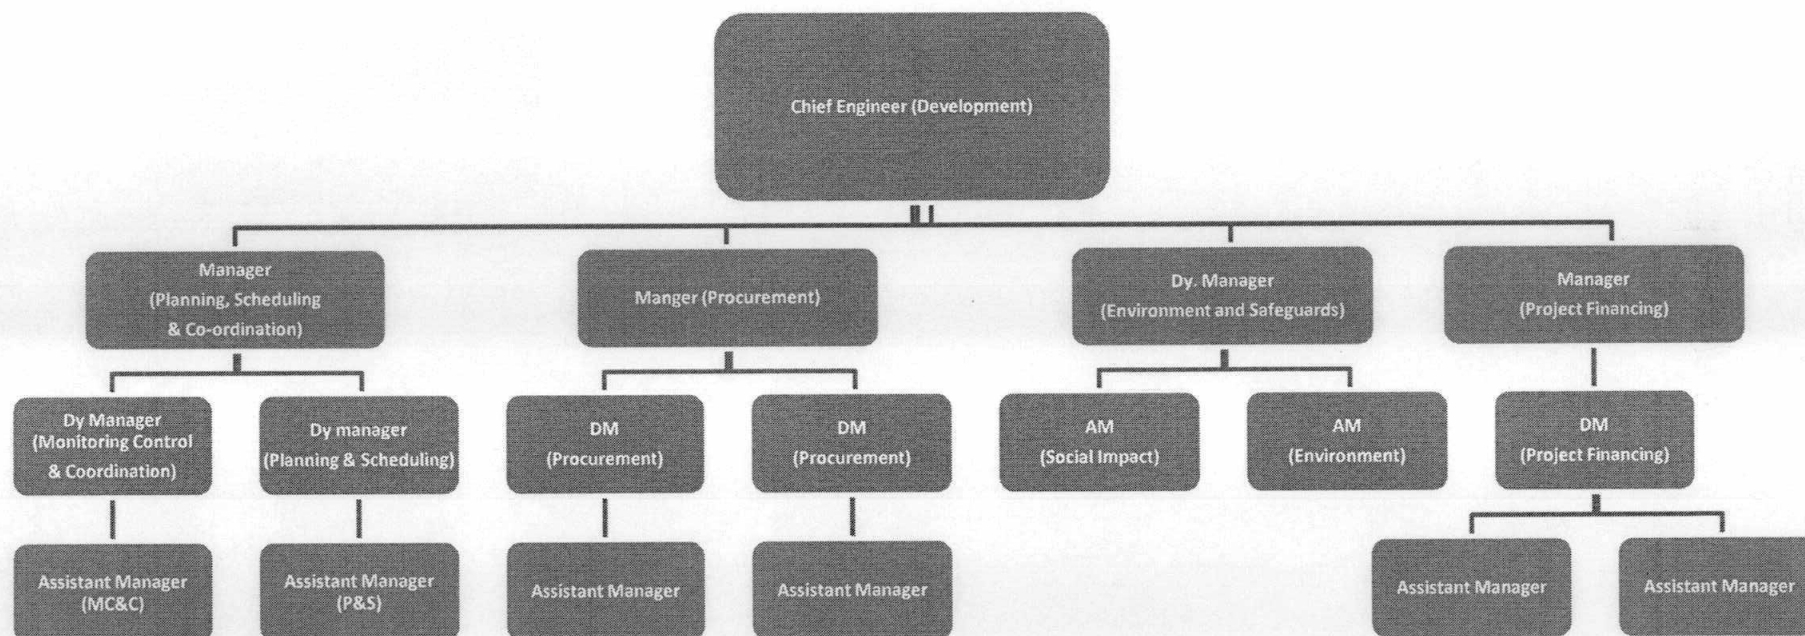 Chief Engineer (Development)
Manager
(Planning, Scheduling
& Co-ordination)
Manger (Procurement)
Dy. Manager
(Environment and Safeguards)
Manager
(Project Financing)
Dy Manager
(Monitoring Control
& Coordination)
Dy manager
(Planning & Scheduling)
DM
(Procurement)
DM
(Procurement)
AM
(Social Impact)
AM
(Environment)
DM
(Project Financing)
Assistant Manager
(MC&C)
Assistant Manager
(P&S)
Assistant Manager
Assistant Manager
Assistant Manager
Assistant Manager